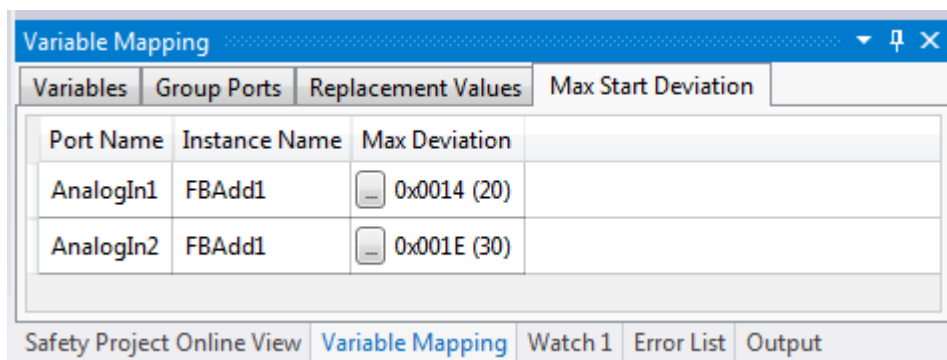 Variable Mapping
Variables Group Ports Replacement Values Max Start Deviation
Port Name Instance Name Max Deviation
AnalogIn1 FBAdd1 ... 0x0014 (20)
AnalogIn2 FBAdd1 ... 0x001E (30)
Safety Project Online View Variable Mapping Watch 1 Error List Output